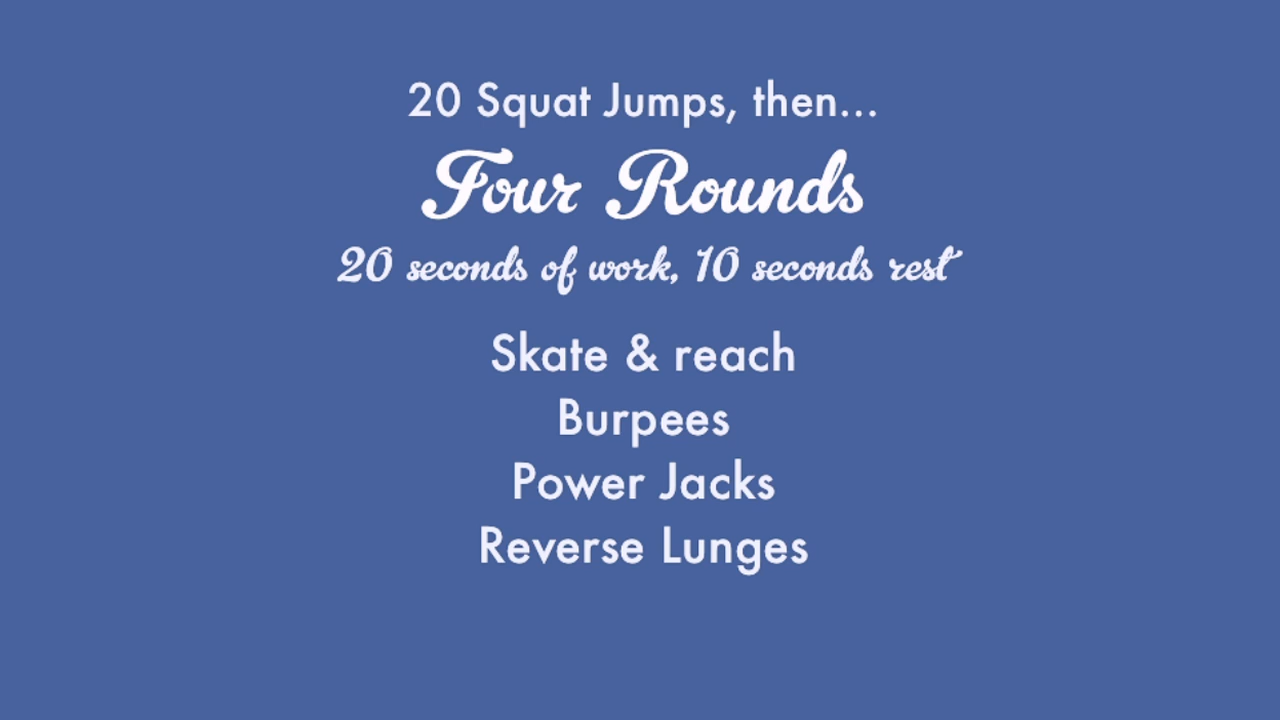 20 Squat Jumps, then...
Four Rounds
20 seconds of work, 10 seconds rest
Skate & reach
Burpees
Power Jacks
Reverse Lunges